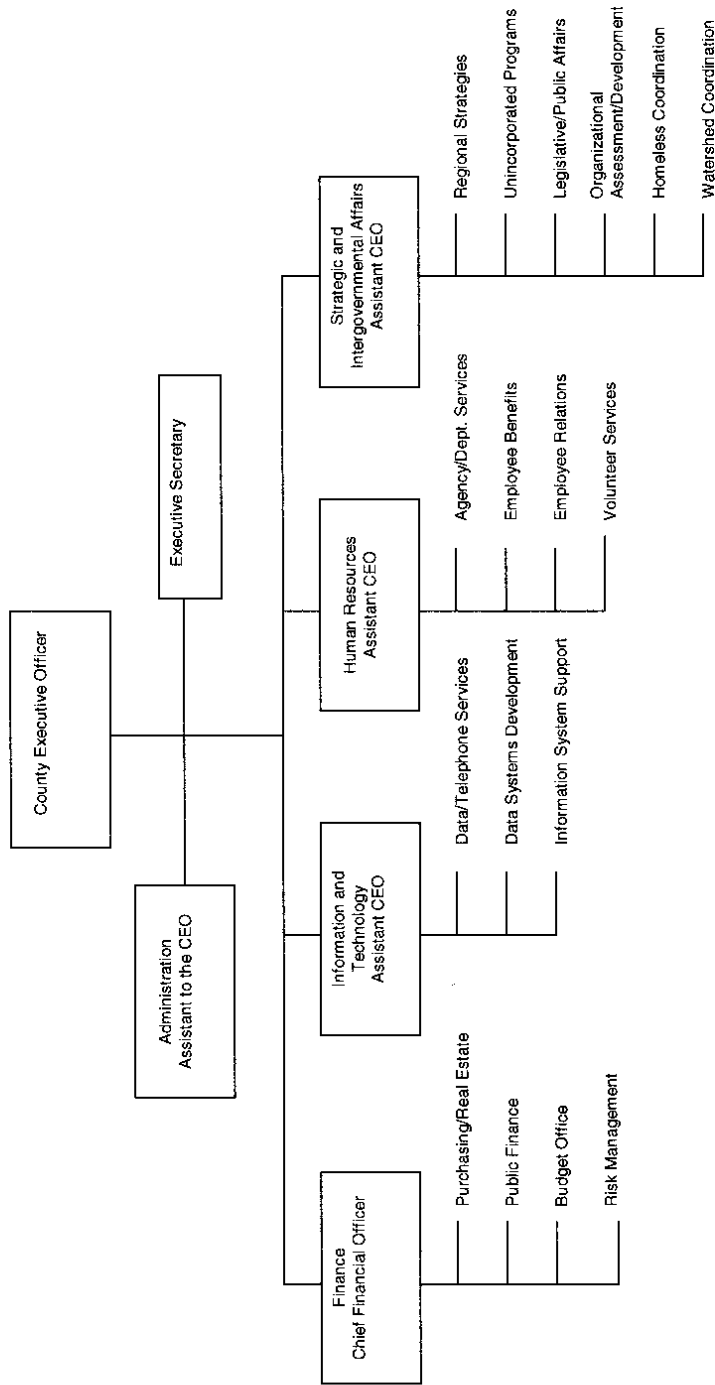 County Executive Officer
Administration
Assistant to the CEO
Executive Secretary
Finance
Chief Financial Officer
Purchasing/Real Estate
Public Finance
Budget Office
Risk Management
Information and
Technology
Assistant CEO
Data/Telephone Services
Data Systems Development
Information System Support
Human Resources
Assistant CEO
Agency/Dept. Services
Employee Benefits
Employee Relations
Volunteer Services
Strategic and
Intergovernmental Affairs
Assistant CEO
Regional Strategies
Unincorporated Programs
Legislative/Public Affairs
Organizational
Assessment/Development
Homeless Coordination
Watershed Coordination